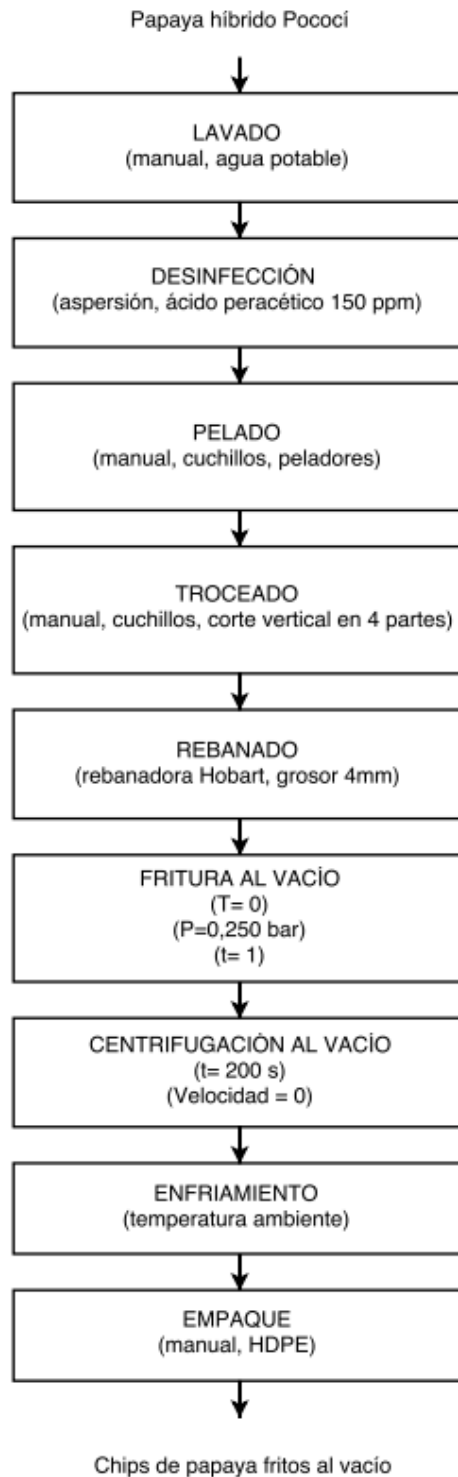 Papaya híbrido Pococí
LAVADO
(manual, agua potable)
DESINFECCIÓN
(aspersión, ácido peracético 150 ppm)
PELADO
(manual, cuchillos, peladores)
TROCEADO
(manual, cuchillos, corte vertical en 4 partes)
REBANADO
(rebanadora Hobart, grosor 4mm)
FRITURA AL VACÍO
(T= 0)
(P=0,250 bar)
(t= 1)
CENTRIFUGACIÓN AL VACÍO
(t= 200 s)
(Velocidad = 0)
ENFRIAMIENTO
(temperatura ambiente)
EMPAQUE
(manual, HDPE)
Chips de papaya fritos al vacío